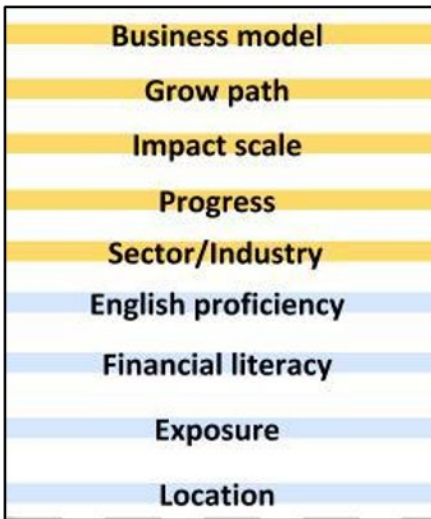 Business model
Grow path
Impact scale
Progress
Sector/Industry
English proficiency
Financial literacy
Exposure
Location